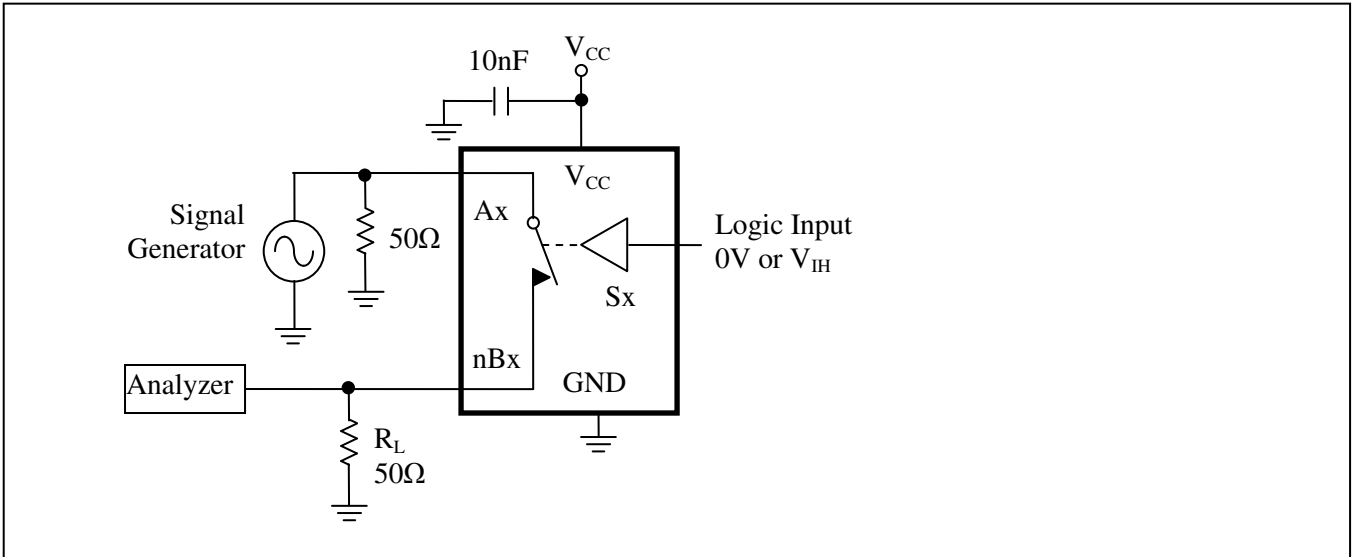 10nF
V_CC
V_CC
Ax
Signal
Generator
50Ω
Logic Input
0V or V_IH
Sx
nBx
GND
Analyzer
R_L
50Ω